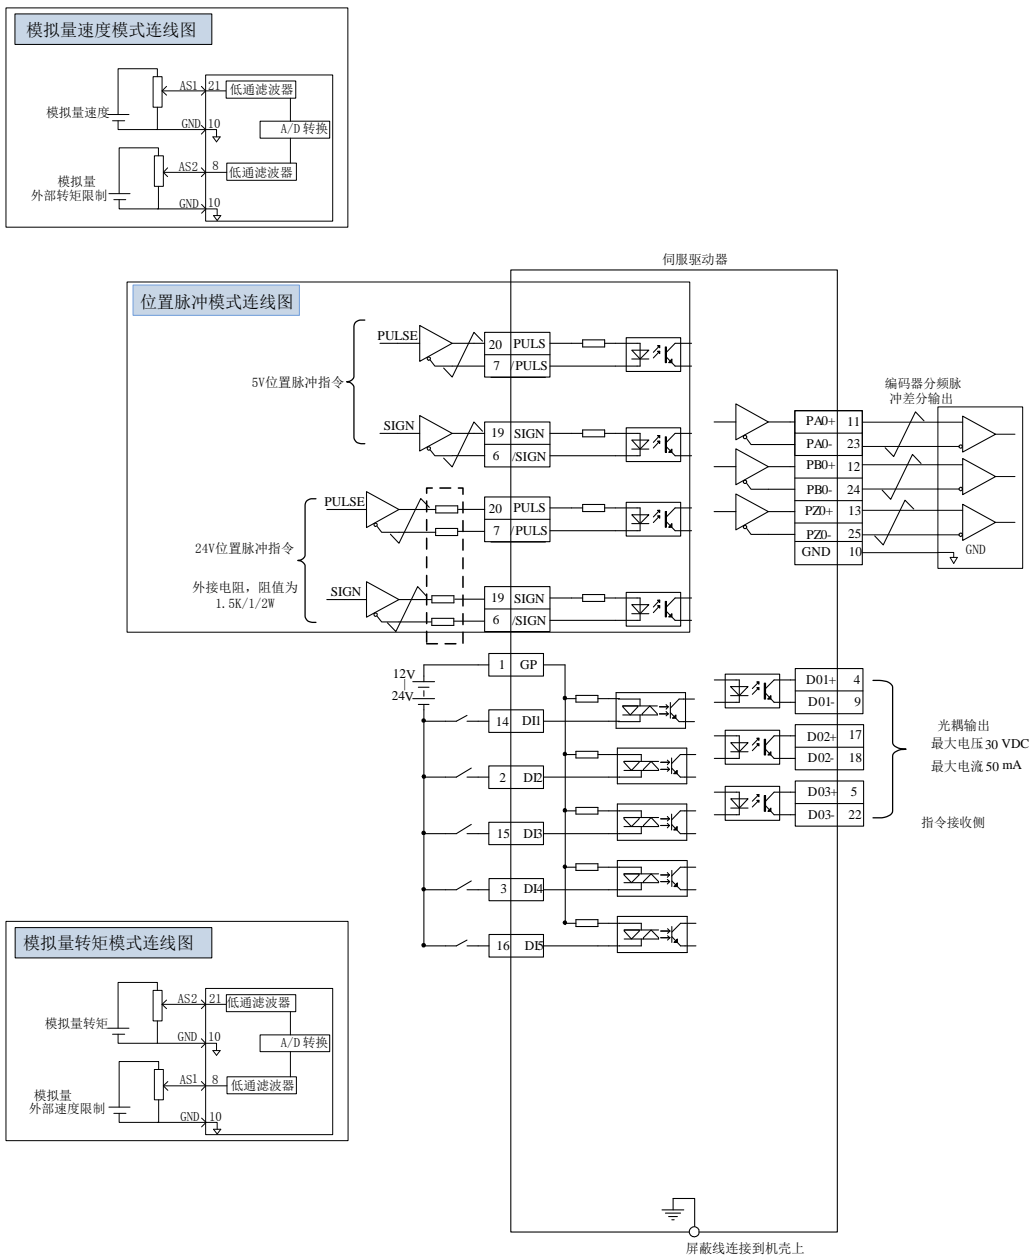 模拟量速度模式连线图
AS1 21 低通滤波器
模拟量速度
GND 10
A/D 转换
AS2 8 低通滤波器
模拟量
外部转矩限制
GND 10
伺服驱动器
位置脉冲模式连线图
PULSE
20 PULS
7 /PULS
5V位置脉冲指令
SIGN
19 SIGN
6 /SIGN
PULSE
20 PULS
7 /PULS
24V位置脉冲指令
外接电阻，阻值为
1.5K/1/2W
SIGN
19 SIGN
6 /SIGN
编码器分频脉
冲差分输出
PA0+ 11
PA0- 23
PB0+ 12
PB0- 24
PZ0+ 13
PZ0- 25
GND 10
GND
1 GP
12V
24V
14 DI1
2 DI2
15 DI3
3 DI4
16 DI5
D01+ 4
D01- 9
D02+ 17
D02- 18
D03+ 5
D03- 22
光耦输出
最大电压30 VDC
最大电流50 mA
指令接收侧
模拟量转矩模式连线图
AS2 21 低通滤波器
模拟量转矩
GND 10
A/D 转换
AS1 8 低通滤波器
模拟量
外部速度限制
GND 10
屏蔽线连接到机壳上